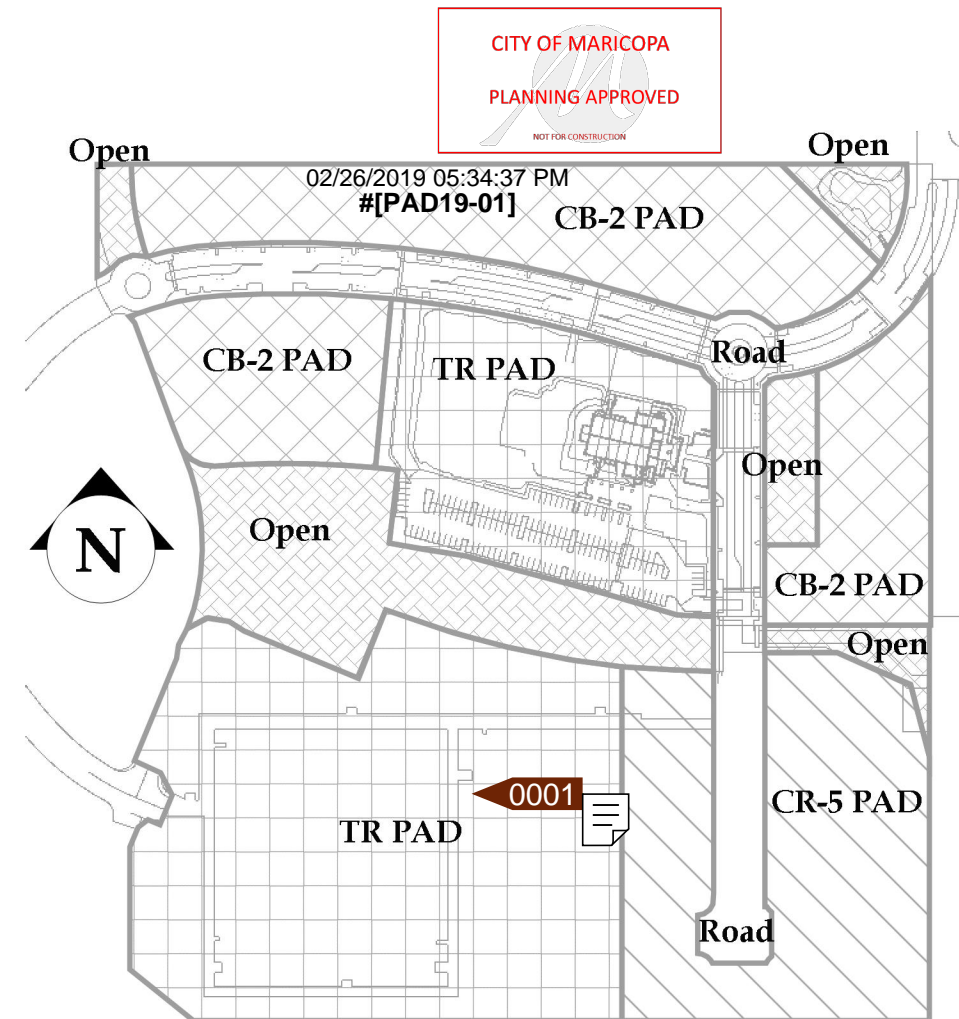 CITY OF MARICOPA
PLANNING APPROVED
NOT FOR CONSTRUCTION
Open
Open
02/26/2019 05:34:37 PM
#[PAD19-01]
CB-2 PAD
CB-2 PAD
TR PAD
Road
Open
Open
N
CB-2 PAD
Open
0001
CR-5 PAD
TR PAD
Road